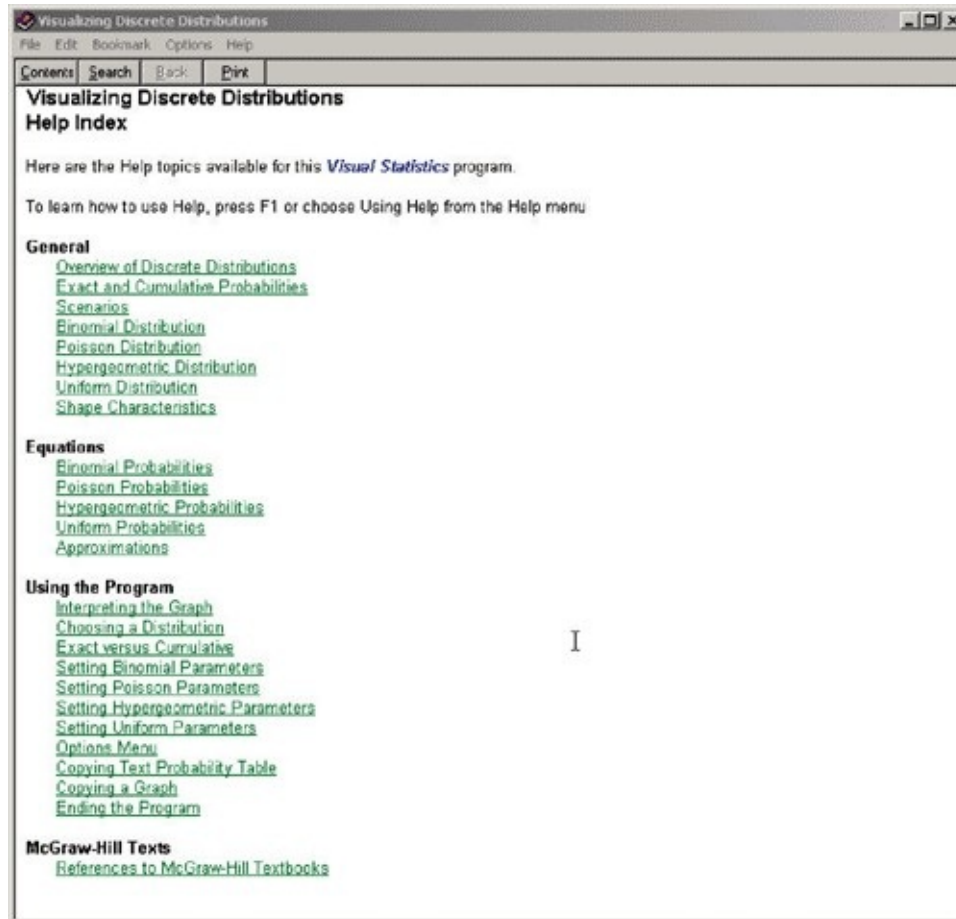 Visualizing Discrete Distributions
File Edit Bookmark Options Help
Contents Search Back Print
Visualizing Discrete Distributions
Help Index
Here are the Help topics available for this Visual Statistics program.
To learn how to use Help, press F1 or choose Using Help from the Help menu
General
Overview of Discrete Distributions
Exact and Cumulative Probabilities
Scenarios
Binomial Distribution
Poisson Distribution
Hypergeometric Distribution
Uniform Distribution
Shape Characteristics
Equations
Binomial Probabilities
Poisson Probabilities
Hypergeometric Probabilities
Uniform Probabilities
Approximations
Using the Program
Interpreting the Graph
Choosing a Distribution
Exact versus Cumulative
Setting Binomial Parameters
Setting Poisson Parameters
Setting Hypergeometric Parameters
Setting Uniform Parameters
Options Menu
Copying Text Probability Table
Copying a Graph
Ending the Program
McGraw-Hill Texts
References to McGraw-Hill Textbooks